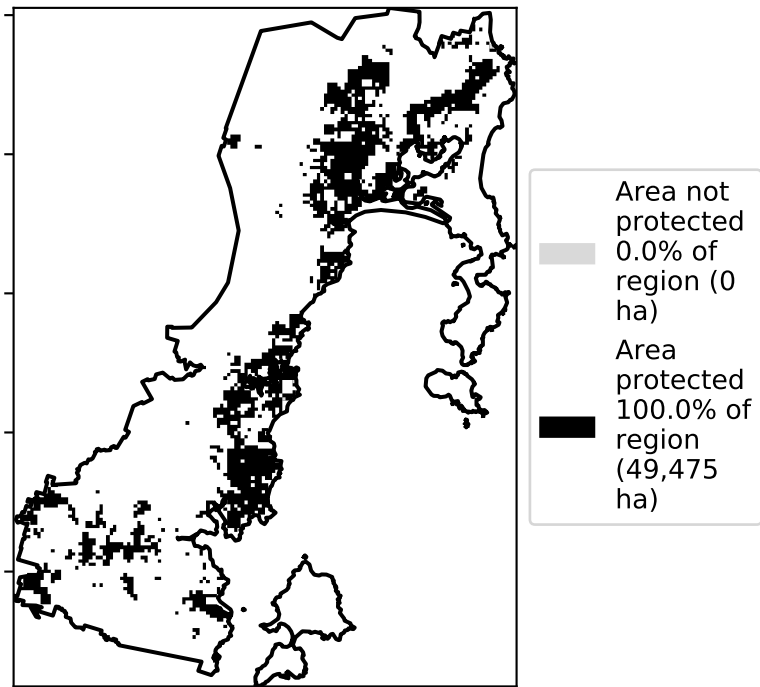 Area not
protected
0.0% of
region (0
ha)
Area
protected
100.0% of
region
(49,475
ha)